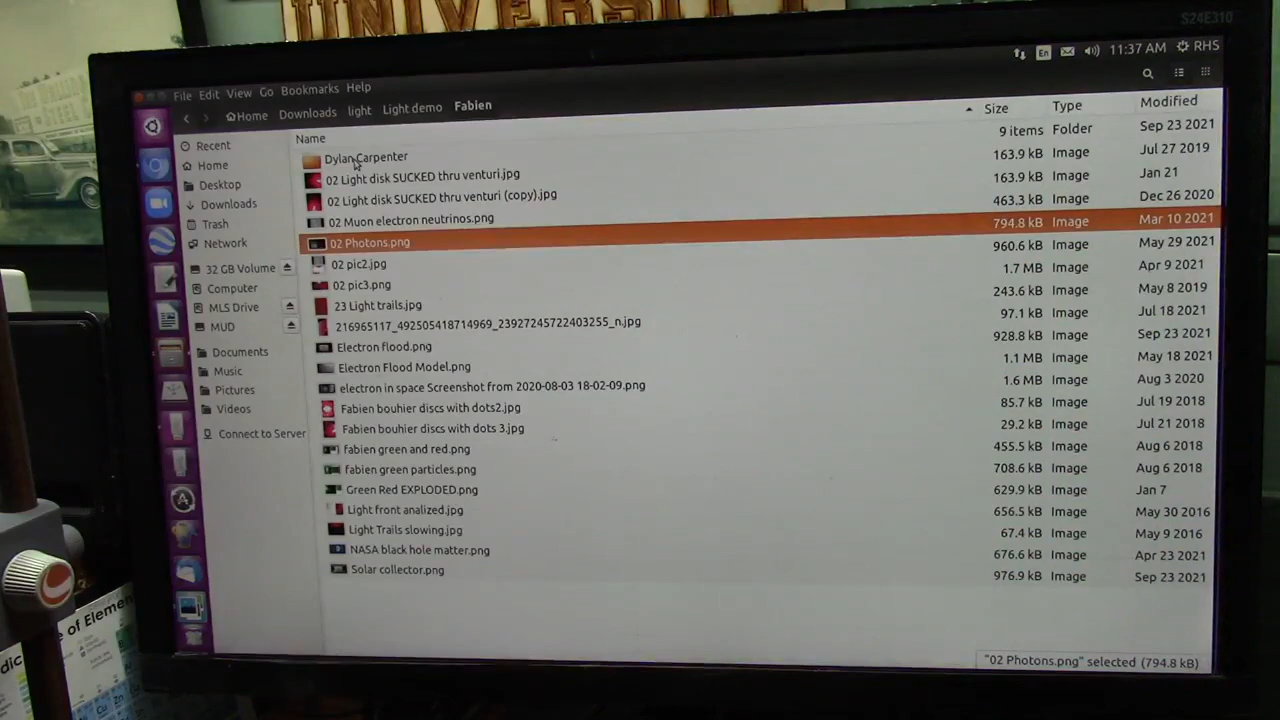 UNIVERSITY
S24E310
En 11:37 AM RHS
File Edit View Go Bookmarks Help
Home Downloads light Light demo Fabien
Name Size Type Modified
Recent
Home
Desktop
Downloads
Trash
Network
32 GB Volume
Computer
MLS Drive
MUD
Documents
Music
Pictures
Videos
Connect to Server
Dylan Carpenter 9 items Folder Sep 23 2021
02 Light disk SUCKED thru venturi.jpg 163.9 kB Image Jul 27 2019
02 Light disk SUCKED thru venturi (copy).jpg 163.9 kB Image Jan 21
02 Muon electron neutrinos.png 463.3 kB Image Dec 26 2020
02 Photons.png 794.8 kB Image Mar 10 2021
02 pic2.jpg 960.6 kB Image May 29 2021
02 pic3.png 1.7 MB Image Apr 9 2021
23 Light trails.jpg 243.6 kB Image May 8 2019
216965117_492505418714969_23927245722403255_n.jpg 97.1 kB Image Jul 18 2021
Electron flood.png 928.8 kB Image Sep 23 2021
Electron Flood Model.png 1.1 MB Image May 18 2021
electron in space Screenshot from 2020-08-03 18-02-09.png 1.6 MB Image Aug 3 2020
Fabien bouhier discs with dots2.jpg 85.7 kB Image Jul 19 2018
Fabien bouhier discs with dots 3.jpg 29.2 kB Image Jul 21 2018
fabien green and red.png 455.5 kB Image Aug 6 2018
fabien green particles.png 708.6 kB Image Aug 6 2018
Green Red EXPLODED.png 629.9 kB Image Jan 7
Light front analized.jpg 656.5 kB Image May 30 2016
Light Trails slowing.jpg 67.4 kB Image May 9 2016
NASA black hole matter.png 676.6 kB Image Apr 23 2021
Solar collector.png 976.9 kB Image Sep 23 2021
"02 Photons.png" selected (794.8 kB)
e of Elemen
dic
Cu Zn